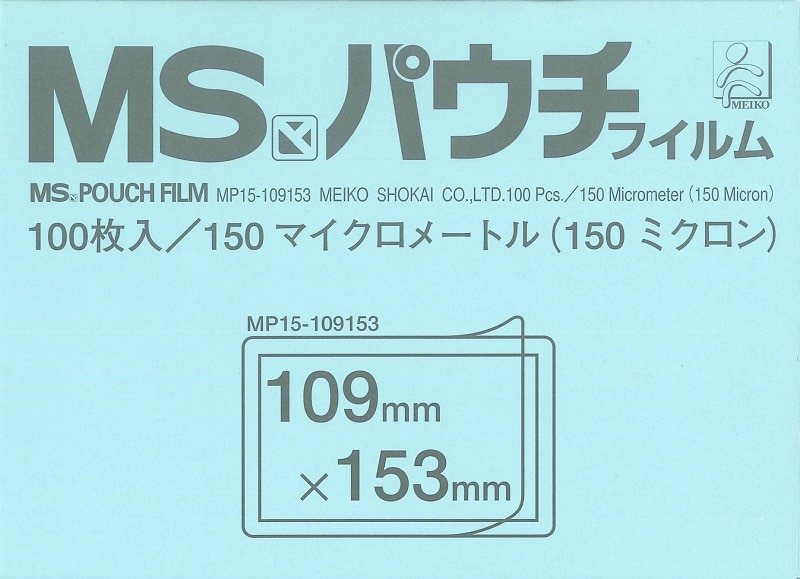 MS パウチフィルム
MEIKO
MS POUCH FILM MP15-109153 MEIKO SHOKAI CO.,LTD.100 Pcs.／150 Micrometer (150 Micron)
100枚入／150 マイクロメートル (150 ミクロン)
MP15-109153
109mm
×153mm